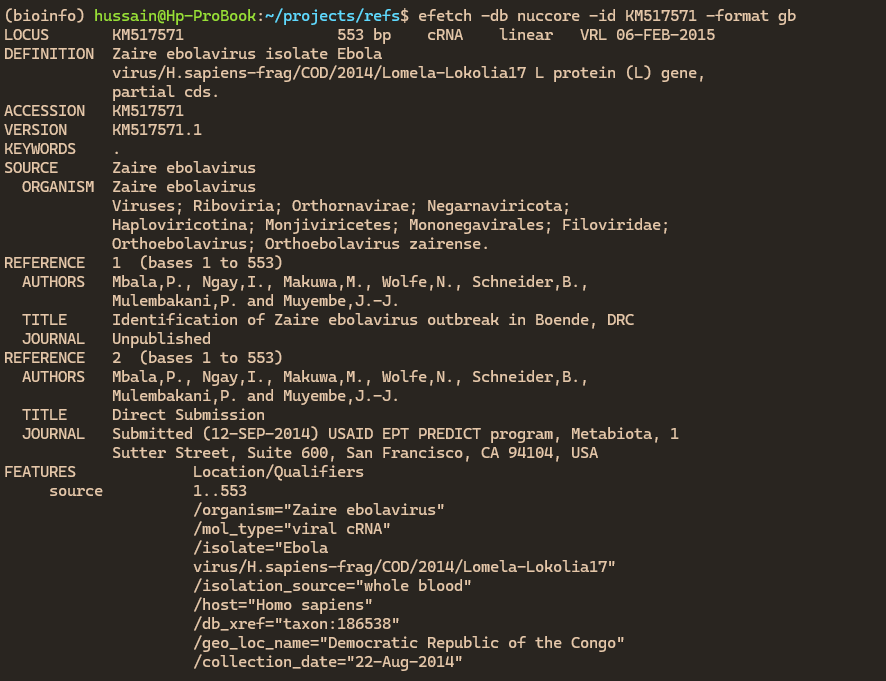 (bioinfo) hussain@Hp-ProBook:~/projects/refs$ efetch -db nuccore -id KM517571 -format gb
LOCUS       KM517571                 553 bp    cRNA    linear   VRL 06-FEB-2015
DEFINITION  Zaire ebolavirus isolate Ebola
            virus/H.sapiens-frag/COD/2014/Lomela-Lokolia17 L protein (L) gene,
            partial cds.
ACCESSION   KM517571
VERSION     KM517571.1
KEYWORDS    .
SOURCE      Zaire ebolavirus
  ORGANISM  Zaire ebolavirus
            Viruses; Riboviria; Orthornavirae; Negarnaviricota;
            Haploviricotina; Monjiviricetes; Mononegavirales; Filoviridae;
            Orthoebolavirus; Orthoebolavirus zairense.
REFERENCE   1  (bases 1 to 553)
  AUTHORS   Mbala,P., Ngay,I., Makuwa,M., Wolfe,N., Schneider,B.,
            Mulembakani,P. and Muyembe,J.-J.
  TITLE     Identification of Zaire ebolavirus outbreak in Boende, DRC
  JOURNAL   Unpublished
REFERENCE   2  (bases 1 to 553)
  AUTHORS   Mbala,P., Ngay,I., Makuwa,M., Wolfe,N., Schneider,B.,
            Mulembakani,P. and Muyembe,J.-J.
  TITLE     Direct Submission
  JOURNAL   Submitted (12-SEP-2014) USAID EPT PREDICT program, Metabiota, 1
            Sutter Street, Suite 600, San Francisco, CA 94104, USA
FEATURES             Location/Qualifiers
     source          1..553
                     /organism="Zaire ebolavirus"
                     /mol_type="viral cRNA"
                     /isolate="Ebola
                     virus/H.sapiens-frag/COD/2014/Lomela-Lokolia17"
                     /isolation_source="whole blood"
                     /host="Homo sapiens"
                     /db_xref="taxon:186538"
                     /geo_loc_name="Democratic Republic of the Congo"
                     /collection_date="22-Aug-2014"